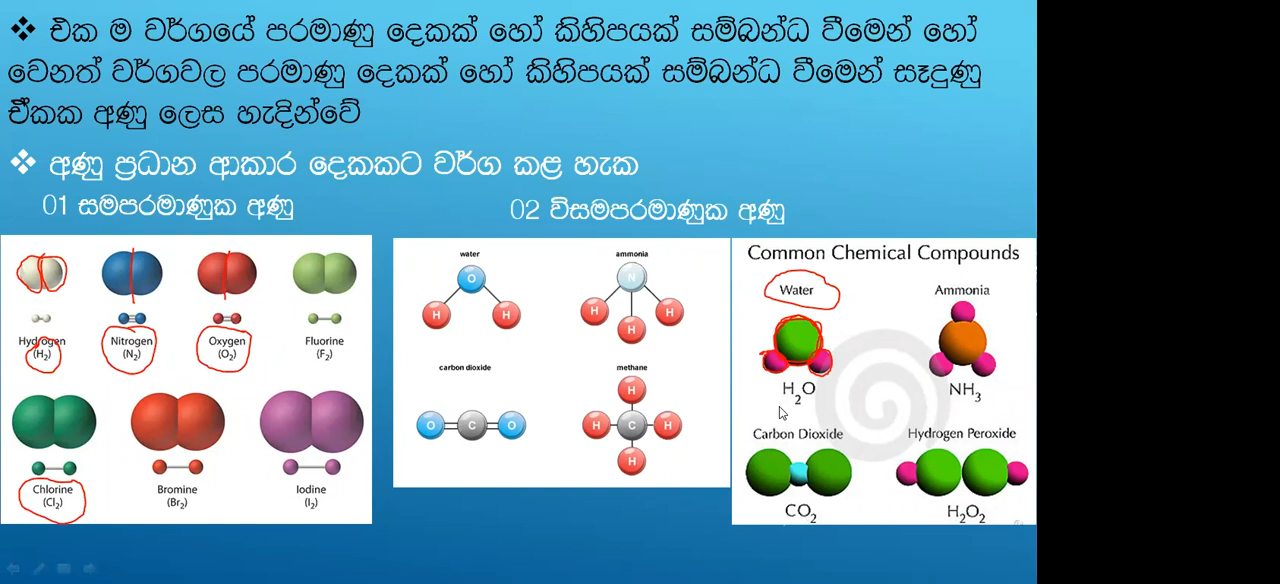 ❖ එක ම වර්ගයේ පරමාණු දෙකක් හෝ කිහිපයක් සම්බන්ධ වීමෙන් හෝ
වෙනත් වර්ගවල පරමාණු දෙකක් හෝ කිහිපයක් සම්බන්ධ වීමෙන් සෑදුණු
ඒකක අණු ලෙස හැඳින්වේ
❖ අණු ප්‍රධාන ආකාර දෙකකට වර්ග කළ හැක
01 සමපරමාණුක අණු
02 විසමපරමාණුක අණු
Hydrogen
(H₂)
Nitrogen
(N₂)
Oxygen
(O₂)
Fluorine
(F₂)
Chlorine
(Cl₂)
Bromine
(Br₂)
Iodine
(I₂)
water
O
H H
ammonia
N
H H
H
carbon dioxide
O C O
methane
H
H C H
H
Common Chemical Compounds
Water
H₂O
Ammonia
NH₃
Carbon Dioxide
CO₂
Hydrogen Peroxide
H₂O₂